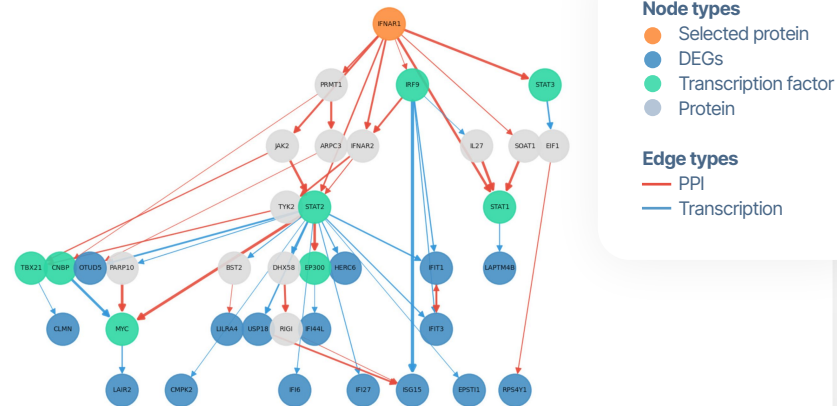 IFNAR1
PRMT1
IRF9
STAT3
JAK2
ARPC3
IFNAR2
IL27
SOAT1
EIF1
TYK2
STAT2
STAT1
TBX21
CNBP
OTUD5
PARP10
BST2
DHX58
EP300
HERC6
IFIT1
LAPTM4B
CLMN
MYC
LILRA4
USP18
RIGI
IFI44L
IFIT3
LAIR2
CMPK2
IFI6
IFI27
ISG15
EPSTI1
RPS4Y1
Node types
Selected protein
DEGs
Transcription factor
Protein
Edge types
PPI
Transcription